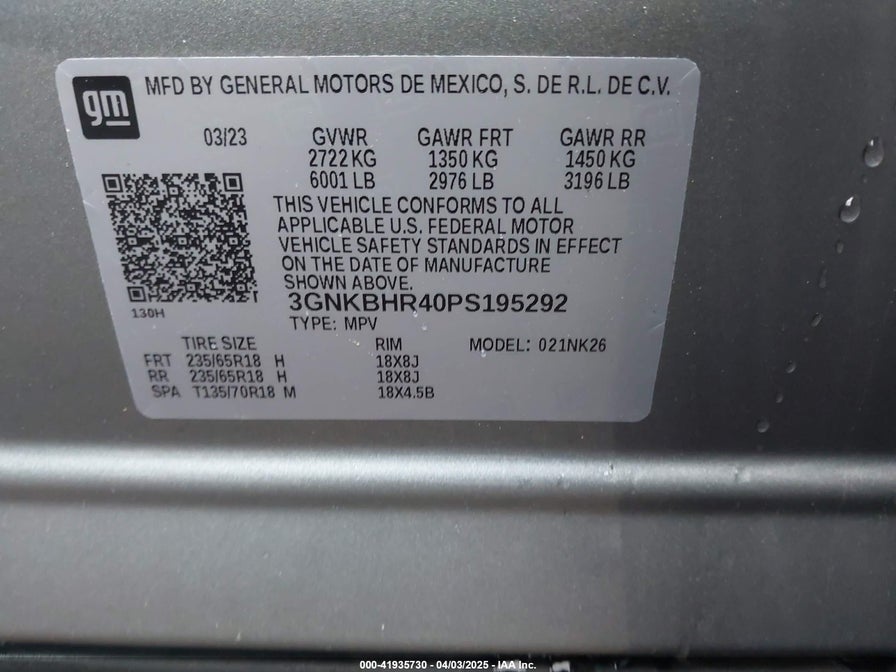 gm MFD BY GENERAL MOTORS DE MEXICO, S. DE R.L. DE C.V.
03/23 GVWR GAWR FRT GAWR RR
2722 KG 1350 KG 1450 KG
6001 LB 2976 LB 3196 LB
THIS VEHICLE CONFORMS TO ALL
APPLICABLE U.S. FEDERAL MOTOR
VEHICLE SAFETY STANDARDS IN EFFECT
ON THE DATE OF MANUFACTURE
SHOWN ABOVE.
3GNKBHR40PS195292
130H
TYPE: MPV
TIRE SIZE RIM MODEL: 021NK26
FRT 235/65R18 H 18X8J
RR 235/65R18 H 18X8J
SPA T135/70R18 M 18X4.5B
000-41935730 - 04/03/2025 - IAA Inc.